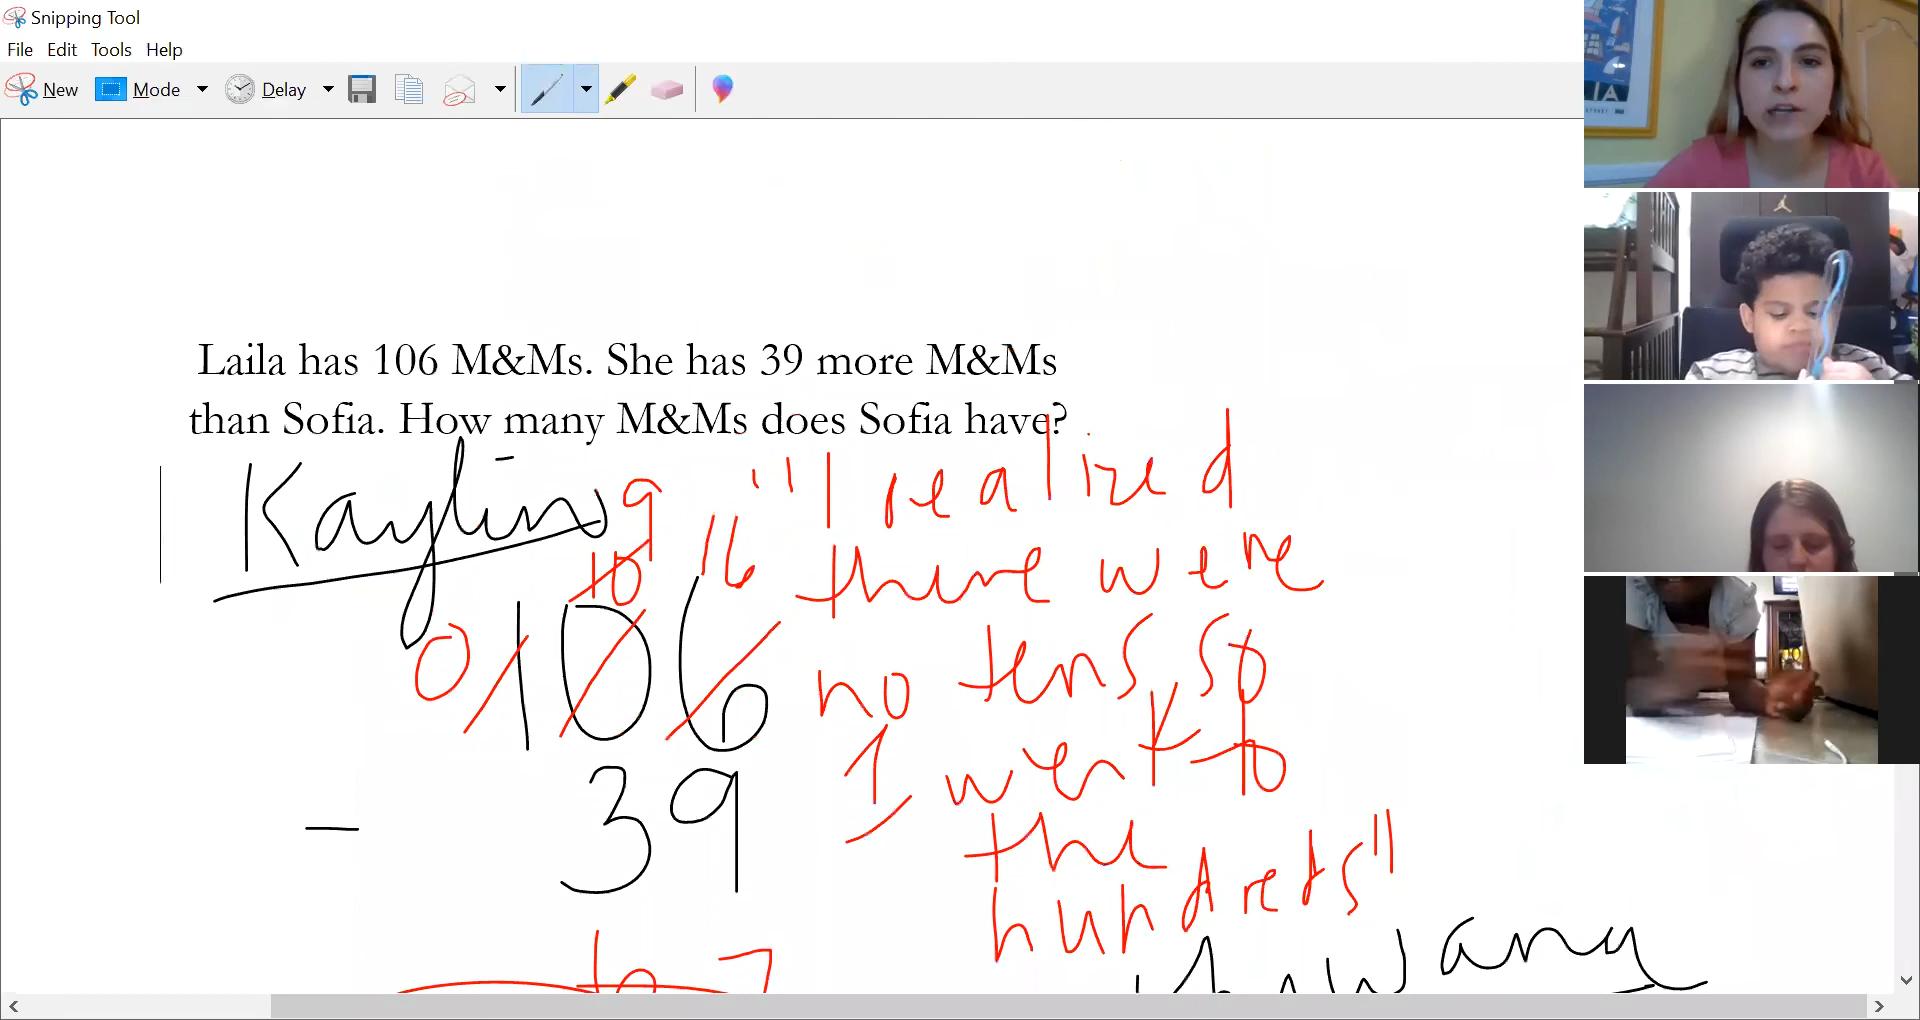 Snipping Tool
File Edit Tools Help
New Mode Delay
Laila has 106 M&Ms. She has 39 more M&Ms
than Sofia. How many M&Ms does Sofia have?
Kaylin
9
10 16
0 106
- 39
67
"I realized
there were
no tens so
I went to
the
hundreds"
IA